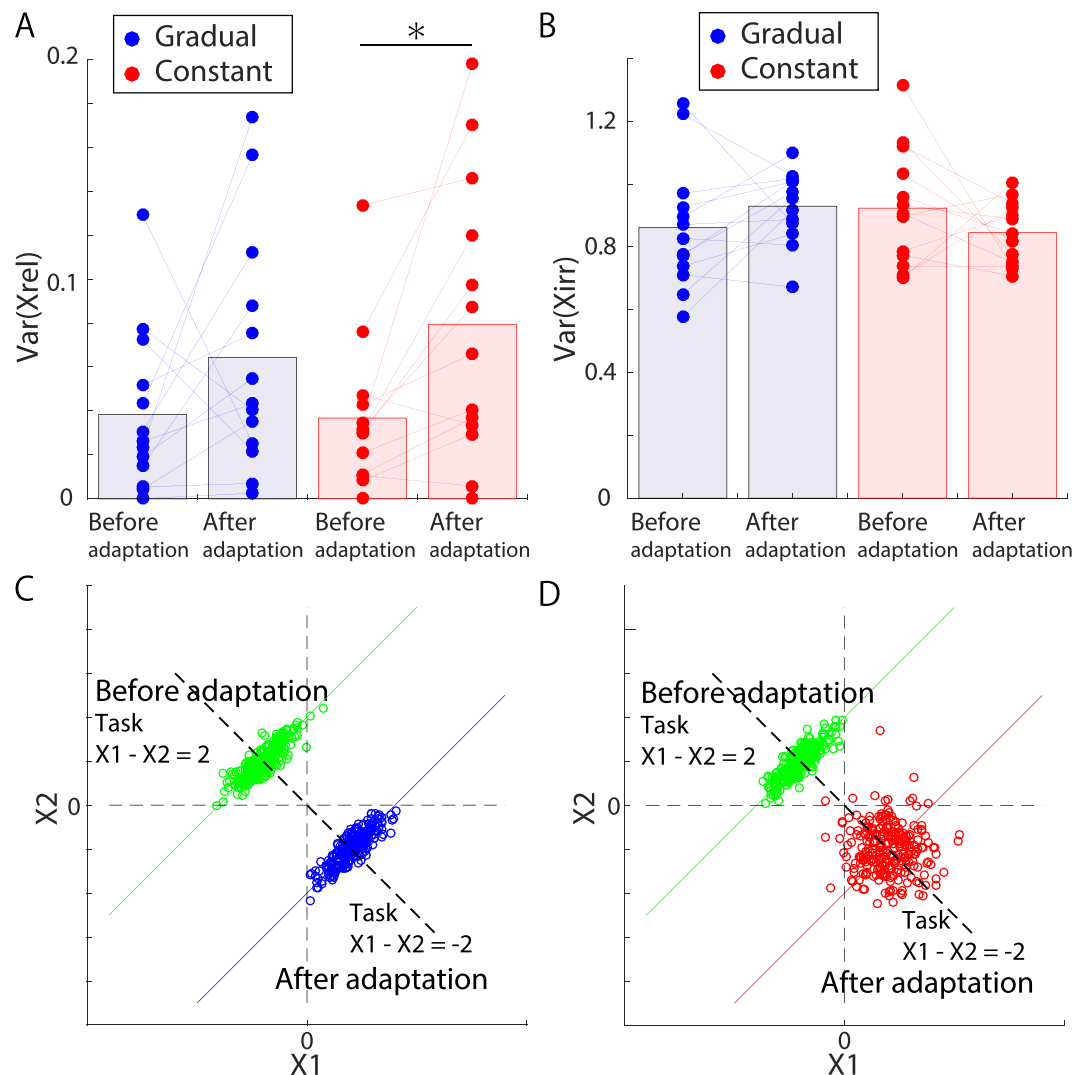 A
Gradual
Constant
*
0.2
0.1
0
Var(Xrel)
Before adaptation
After adaptation
Before adaptation
After adaptation
B
Gradual
Constant
1.2
0.8
0.4
0
Var(Xirr)
Before adaptation
After adaptation
Before adaptation
After adaptation
C
Before adaptation
Task
X1 - X2 = 2
X2
0
Task
X1 - X2 = -2
After adaptation
0
X1
D
Before adaptation
Task
X1 - X2 = 2
X2
0
Task
X1 - X2 = -2
After adaptation
0
X1